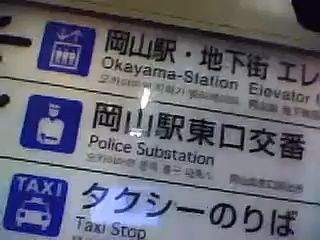 岡山駅・地下街 エレ
Okayama-Station Elevator
岡山駅東口交番
Police Substation
TAXI
タクシーのりば
Taxi Stop